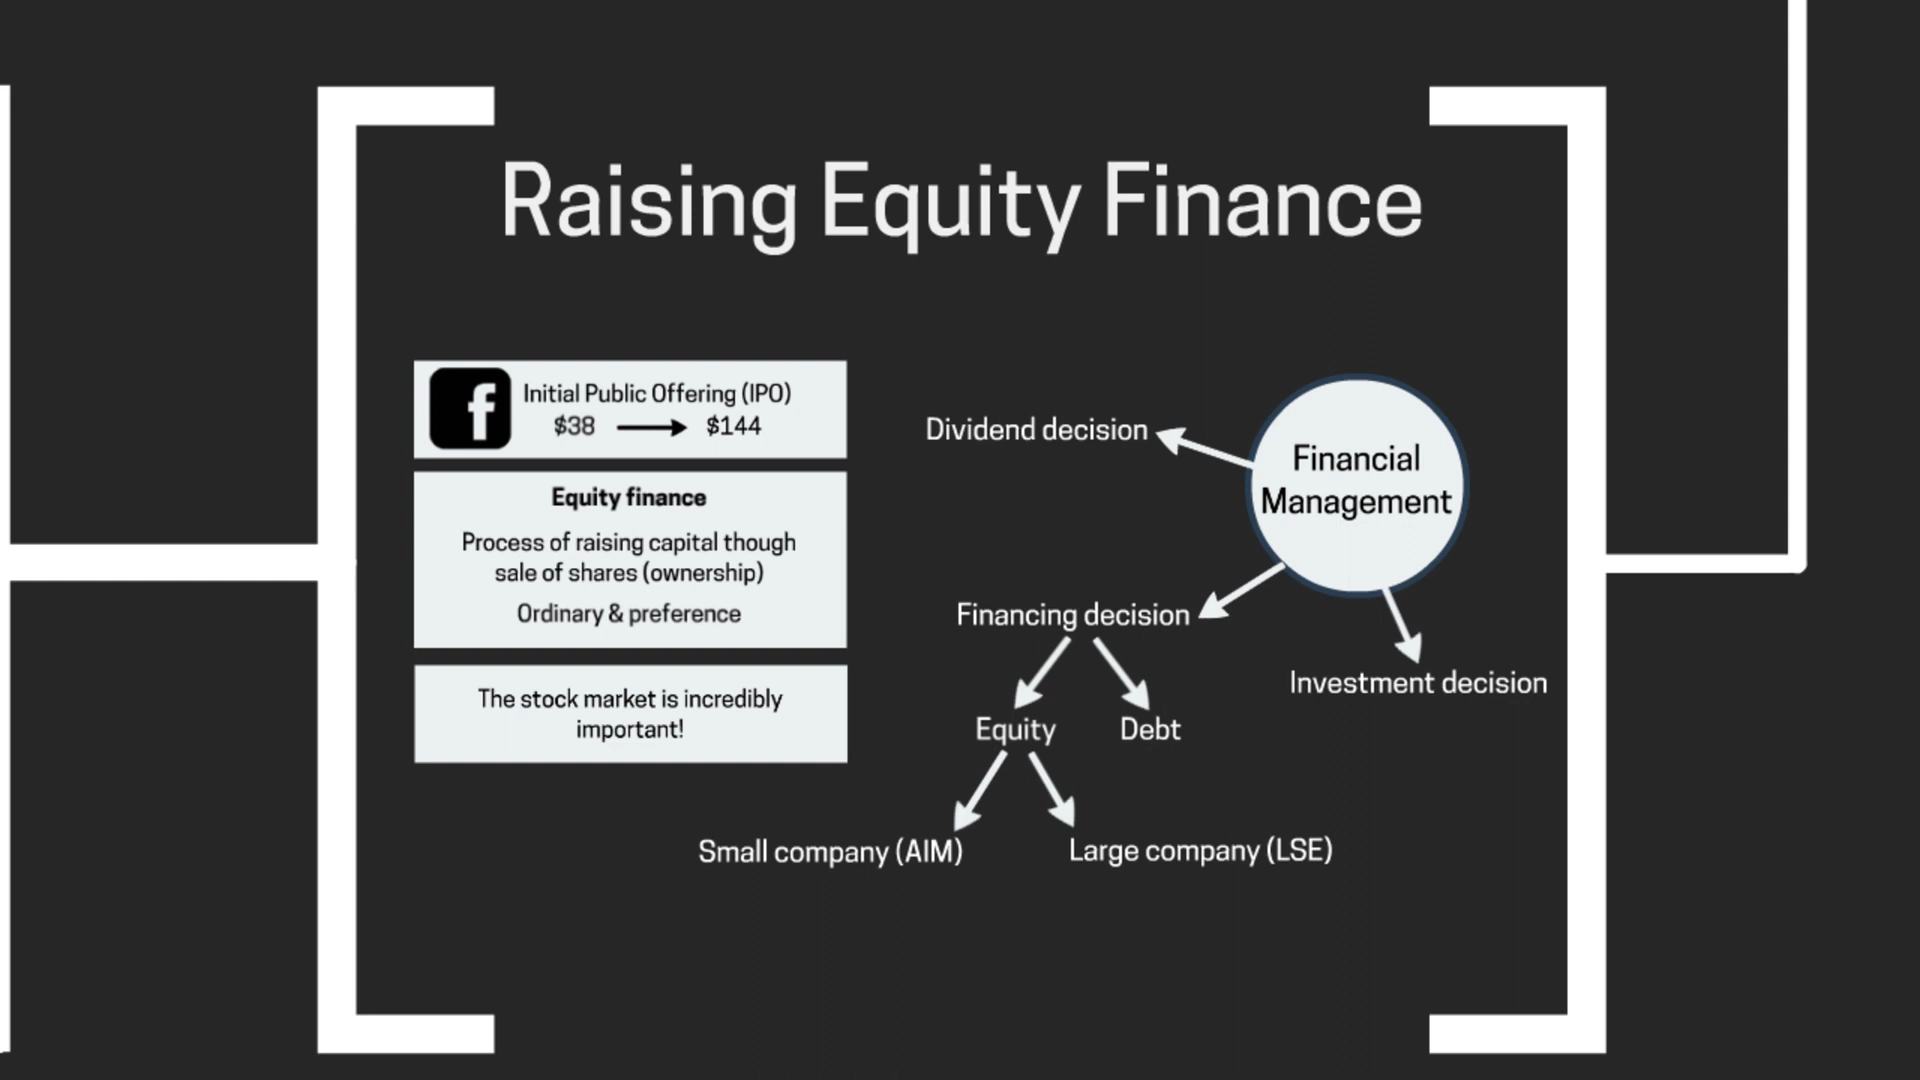 Raising Equity Finance
f
Initial Public Offering (IPO)
$38 $144
Equity finance
Process of raising capital though
sale of shares (ownership)
Ordinary & preference
The stock market is incredibly
important!
Financial
Management
Dividend decision
Financing decision
Investment decision
Equity
Debt
Small company (AIM)
Large company (LSE)